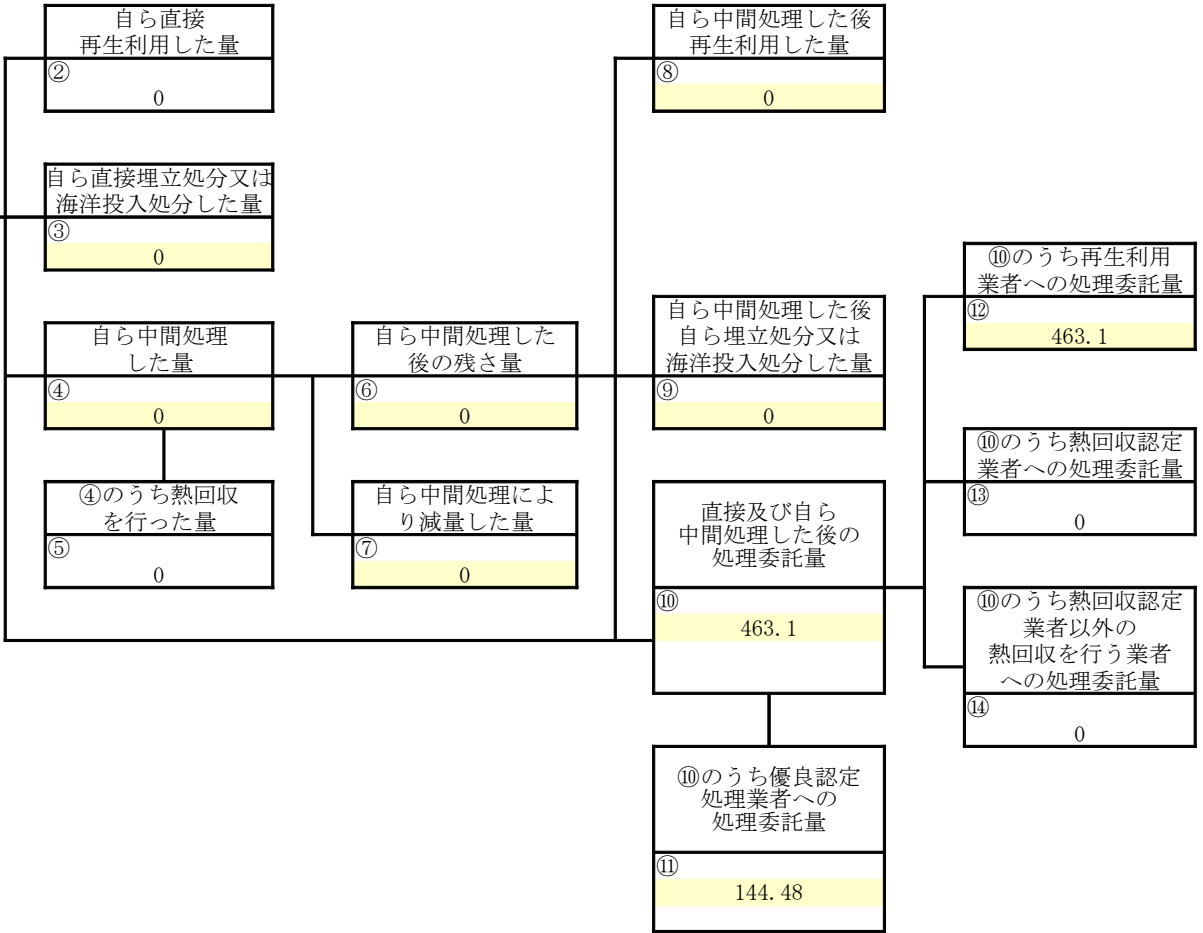 自ら直接
再生利用した量
②
0
自ら直接埋立処分又は
海洋投入処分した量
③
0
自ら中間処理
した量
④
0
④のうち熱回収
を行った量
⑤
0
自ら中間処理した
後の残さ量
⑥
0
自ら中間処理によ
り減量した量
⑦
0
自ら中間処理した後
再生利用した量
⑧
0
自ら中間処理した後
自ら埋立処分又は
海洋投入処分した量
⑨
0
直接及び自ら
中間処理した後の
処理委託量
⑩
463.1
⑩のうち優良認定
処理業者への
処理委託量
⑪
144.48
⑩のうち再生利用
業者への処理委託量
⑫
463.1
⑩のうち熱回収認定
業者への処理委託量
⑬
0
⑩のうち熱回収認定
業者以外の
熱回収を行う業者
への処理委託量
⑭
0